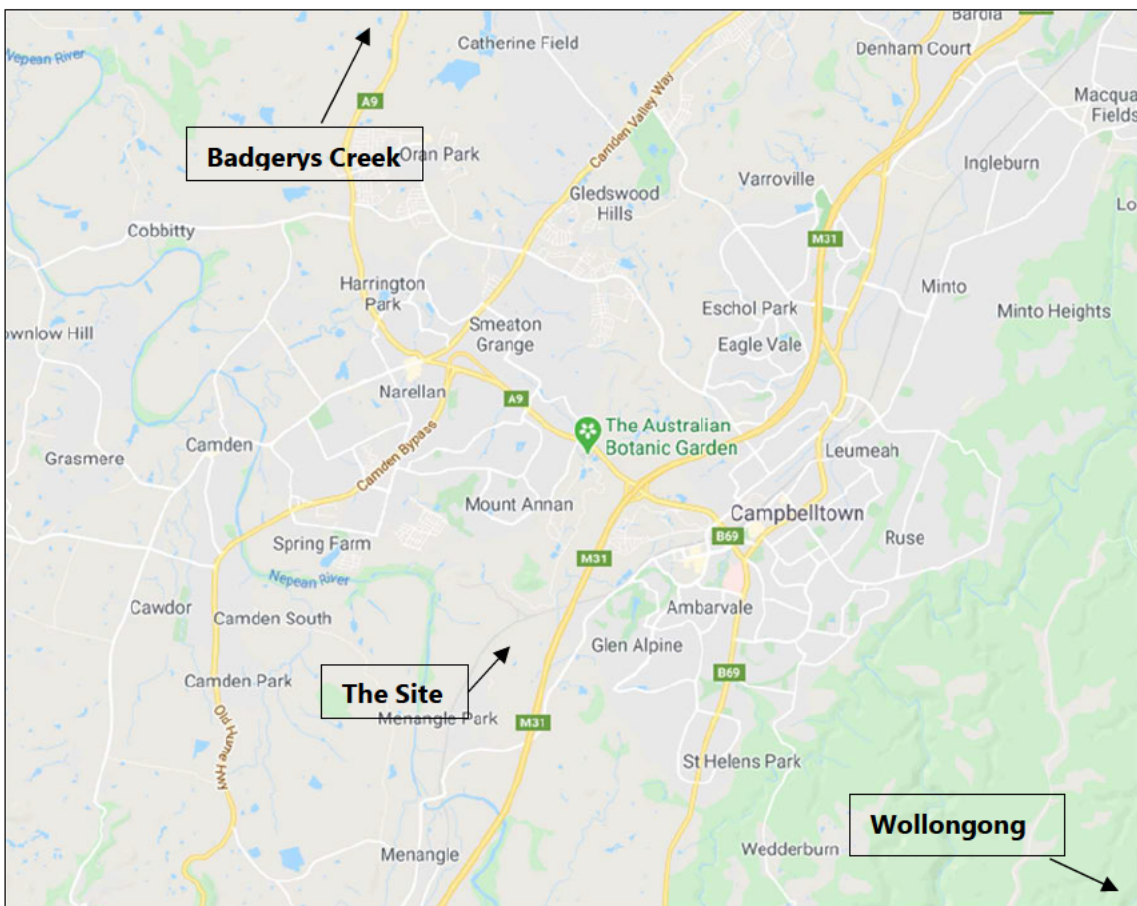 Bardia
Nepean River
Catherine Field
Denham Court
A9
Macqua
Fields
Badgerys Creek
Oran Park
Camden Valley Way
Ingleburn
Varroville
Gledswood
Hills
Lo
Cobbitty
M31
Harrington
Park
Minto
Eschol Park
Minto Heights
Smeaton
Grange
ownlow Hill
Eagle Vale
Narellan
A9
The Australian
Botanic Garden
Camden
Camden Bypass
Leumeah
Grasmere
Mount Annan
Campbelltown
B69
Ruse
Spring Farm
M31
Nepean River
Cawdor
Camden South
Ambarvale
Glen Alpine
B69
Camden Park
The Site
Menangle Park
M31
Old Hume Hwy
St Helens Park
Wollongong
Menangle
Wedderburn